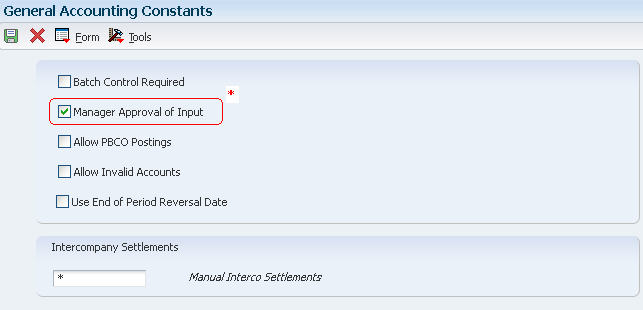 General Accounting Constants
Form Tools
Batch Control Required
*
Manager Approval of Input
Allow PBCO Postings
Allow Invalid Accounts
Use End of Period Reversal Date
Intercompany Settlements
* Manual Interco Settlements